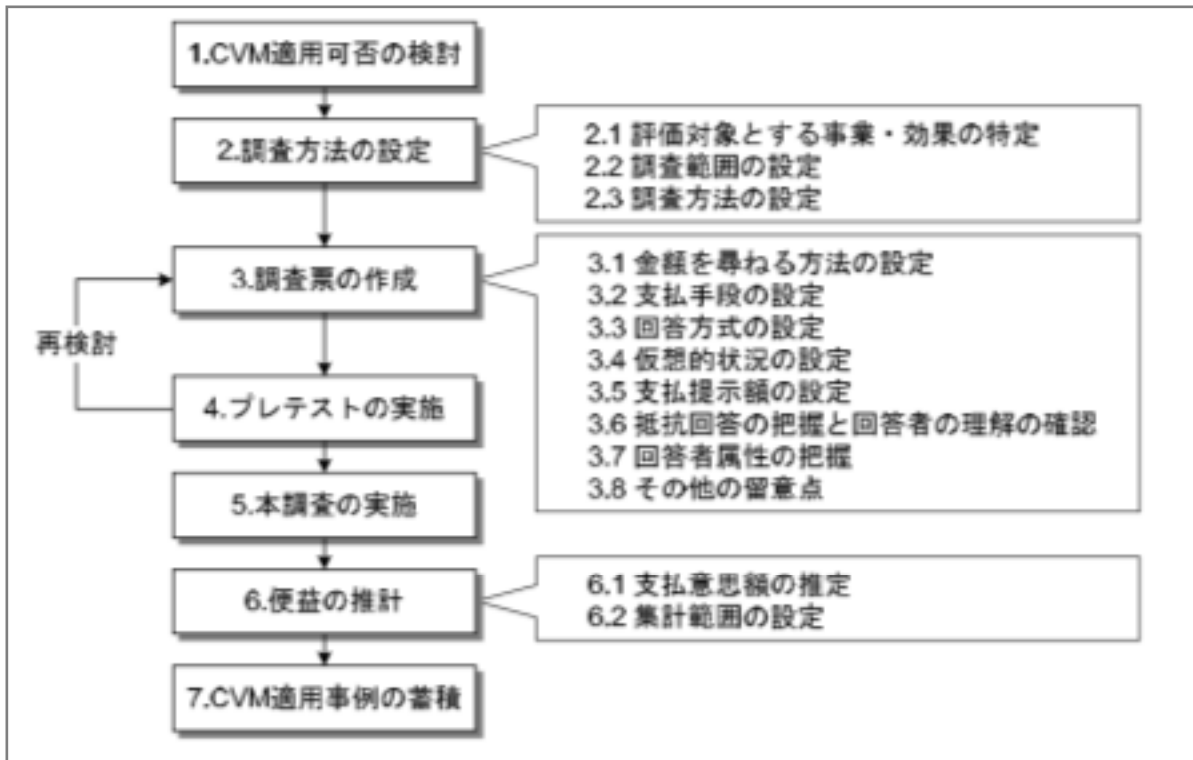 1.CVM適用可否の検討
2.調査方法の設定
2.1 評価対象とする事業・効果の特定
2.2 調査範囲の設定
2.3 調査方法の設定
3.調査票の作成
3.1 金額を尋ねる方法の設定
3.2 支払手段の設定
3.3 回答方式の設定
3.4 仮想的状況の設定
3.5 支払提示額の設定
3.6 抵抗回答の把握と回答者の理解の確認
3.7 回答者属性の把握
3.8 その他の留意点
再検討
4.プレテストの実施
5.本調査の実施
6.便益の推計
6.1 支払意思額の推定
6.2 集計範囲の設定
7.CVM適用事例の蓄積